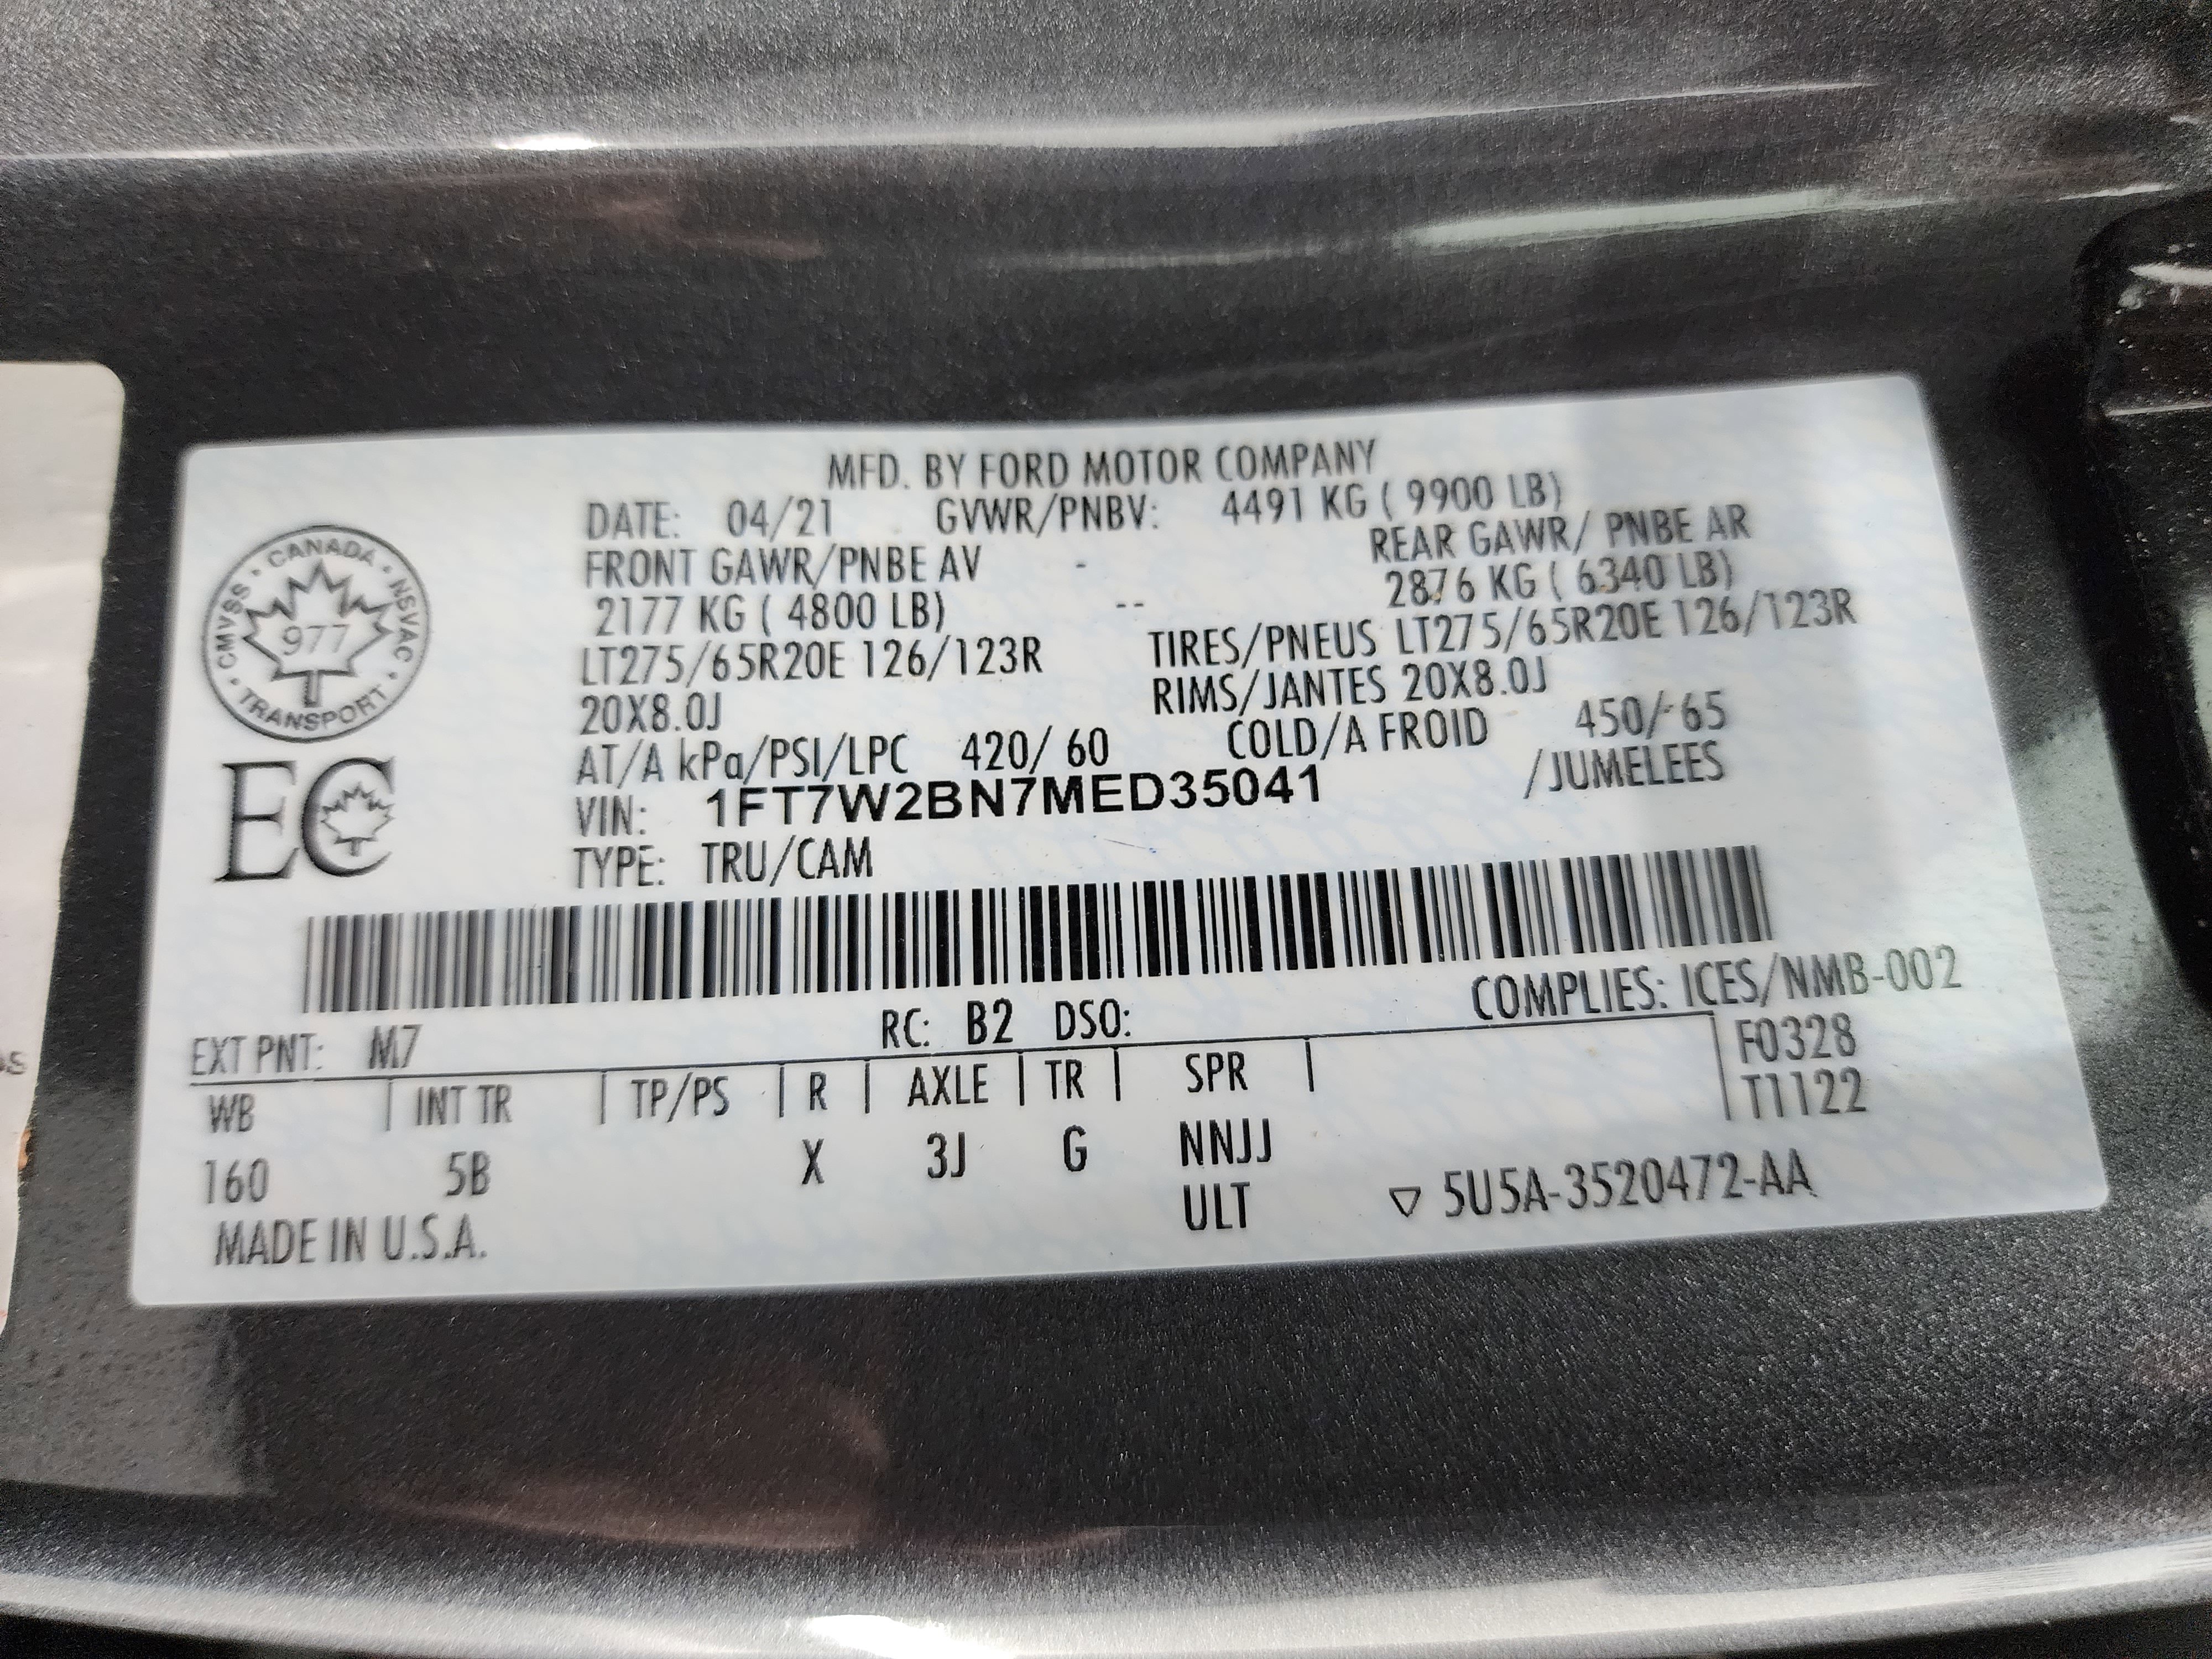 MFD. BY FORD MOTOR COMPANY
DATE: 04/21 GVWR/PNBV: 4491 KG ( 9900 LB)
FRONT GAWR/PNBE AV - REAR GAWR/ PNBE AR
2177 KG ( 4800 LB) -- 2876 KG ( 6340 LB)
LT275/65R20E 126/123R TIRES/PNEUS LT275/65R20E 126/123R
20X8.0J RIMS/JANTES 20X8.0J
AT/A kPa/PSI/LPC 420/ 60 COLD/A FROID 450/ 65
VIN: 1FT7W2BN7MED35041 /JUMELEES
TYPE: TRU/CAM
CANADA · NSVAC · TRANSPORT · CMVSS ·
977
EC
COMPLIES: ICES/NMB-002
EXT PNT: M7 RC: B2 DSO:
WB | INT TR | TP/PS | R | AXLE | TR | SPR | F0328
T1122
160 5B X 3J G NNJJ
ULT ▽ 5U5A-3520472-AA
MADE IN U.S.A.